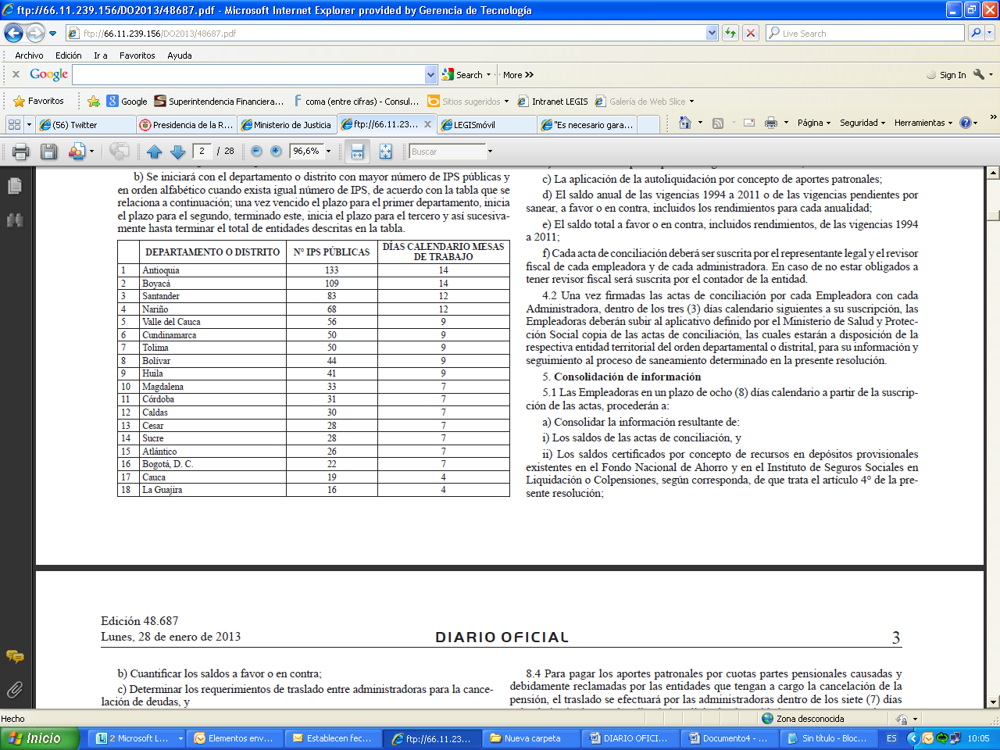 ftp://66.11.239.156/DO2013/48687.pdf - Microsoft Internet Explorer provided by Gerencia de Tecnología
ftp://66.11.239.156/DO2013/48687.pdf
Live Search
Archivo Edición Ir a Favoritos Ayuda
x Google Search More »
Sign In
Favoritos Google Superintendencia Financiera... coma (entre cifras) - Consul... Sitios sugeridos Intranet LEGIS Galería de Web Slice
(56) Twitter Presidencia de la R... Ministerio de Justicia ftp://66.11.23... LEGISmóvil "Es necesario gara... Página Seguridad Herramientas »
2 / 28 96,6% Buscar
b) Se iniciará con el departamento o distrito con mayor número de IPS públicas y
en orden alfabético cuando exista igual número de IPS, de acuerdo con la tabla que se
relaciona a continuación; una vez vencido el plazo para el primer departamento, inicia
el plazo para el segundo, terminado este, inicia el plazo para el tercero y así sucesiva-
mente hasta terminar el total de entidades descritas en la tabla.
DEPARTAMENTO O DISTRITO N° IPS PÚBLICAS DÍAS CALENDARIO MESAS
DE TRABAJO
1 Antioquia 133 14
2 Boyacá 109 14
3 Santander 83 12
4 Nariño 68 12
5 Valle del Cauca 56 9
6 Cundinamarca 50 9
7 Tolima 50 9
8 Bolívar 44 9
9 Huila 41 9
10 Magdalena 33 7
11 Córdoba 31 7
12 Caldas 30 7
13 Cesar 28 7
14 Sucre 28 7
15 Atlántico 26 7
16 Bogotá, D. C. 22 7
17 Cauca 19 4
18 La Guajira 16 4
c) La aplicación de la autoliquidación por concepto de aportes patronales;
d) El saldo anual de las vigencias 1994 a 2011 o de las vigencias pendientes por
sanear, a favor o en contra, incluidos los rendimientos para cada anualidad;
e) El saldo total a favor o en contra, incluidos rendimientos, de las vigencias 1994
a 2011;
f) Cada acta de conciliación deberá ser suscrita por el representante legal y el revisor
fiscal de cada empleadora y de cada administradora. En caso de no estar obligados a
tener revisor fiscal será suscrita por el contador de la entidad.
4.2 Una vez firmadas las actas de conciliación por cada Empleadora con cada
Administradora, dentro de los tres (3) días calendario siguientes a su suscripción, las
Empleadoras deberán subir al aplicativo definido por el Ministerio de Salud y Protec-
ción Social copia de las actas de conciliación, las cuales estarán a disposición de la
respectiva entidad territorial del orden departamental o distrital, para su información y
seguimiento al proceso de saneamiento determinado en la presente resolución.
5. Consolidación de información
5.1 Las Empleadoras en un plazo de ocho (8) días calendario a partir de la suscrip-
ción de las actas, procederán a:
a) Consolidar la información resultante de:
i) Los saldos de las actas de conciliación, y
ii) Los saldos certificados por concepto de recursos en depósitos provisionales
existentes en el Fondo Nacional de Ahorro y en el Instituto de Seguros Sociales en
Liquidación o Colpensiones, según corresponda, de que trata el artículo 4° de la pre-
sente resolución;
Edición 48.687
Lunes, 28 de enero de 2013 DIARIO OFICIAL 3
b) Cuantificar los saldos a favor o en contra;
c) Determinar los requerimientos de traslado entre administradoras para la cance-
lación de deudas, y
8.4 Para pagar los aportes patronales por cuotas partes pensionales causadas y
debidamente reclamadas por las entidades que tengan a cargo la cancelación de la
pensión, el traslado se efectuará por las administradoras dentro de los siete (7) días
Hecho Zona desconocida
Inicio 2 Microsoft L... Elementos env... Establecen fec... ftp://66.11.23... Nueva carpeta DIARIO OFICI... Documento4 - ... Sin título - Bloc... ES 10:05